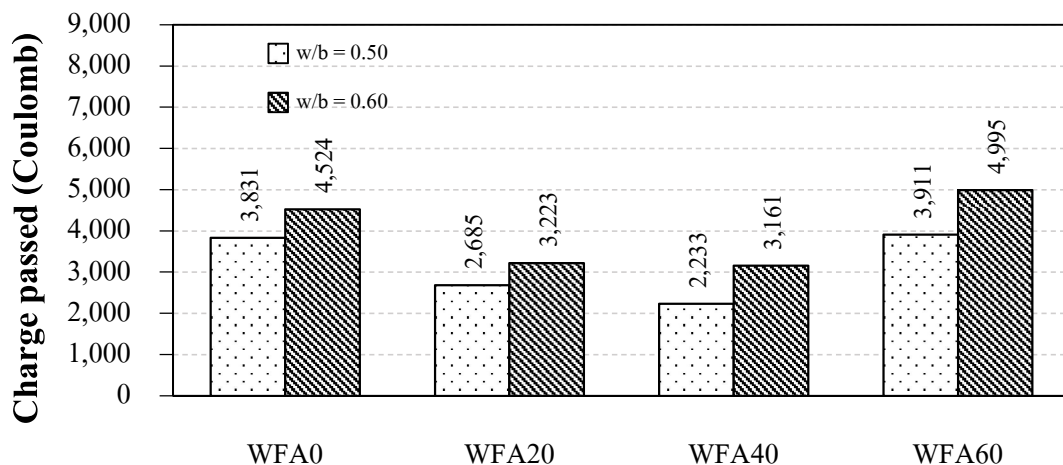 Charge passed (Coulomb)
9,000
8,000
7,000
6,000
5,000
4,000
3,000
2,000
1,000
0
w/b = 0.50
w/b = 0.60
3,831
4,524
2,685
3,223
2,233
3,161
3,911
4,995
WFA0
WFA20
WFA40
WFA60